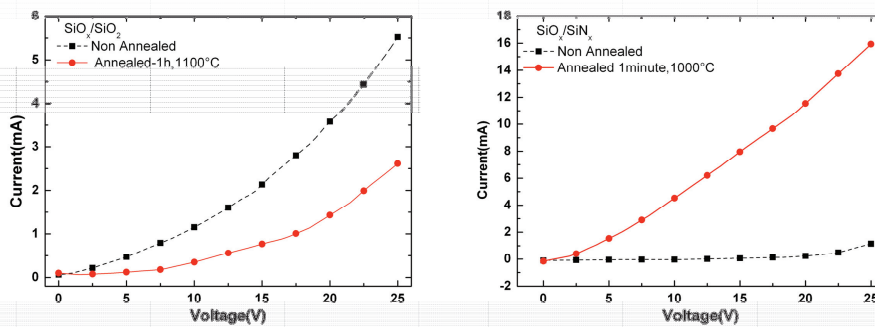 SiOx/SiO2
Non Annealed
Annealed-1h,1100°C
Current(mA)
6
5
4
3
2
1
0
0 5 10 15 20 25
Voltage(V)
SiOx/SiNx
Non Annealed
Annealed 1minute,1000°C
Current(mA)
18
16
14
12
10
8
6
4
2
0
-2
0 5 10 15 20 25
Voltage(V)